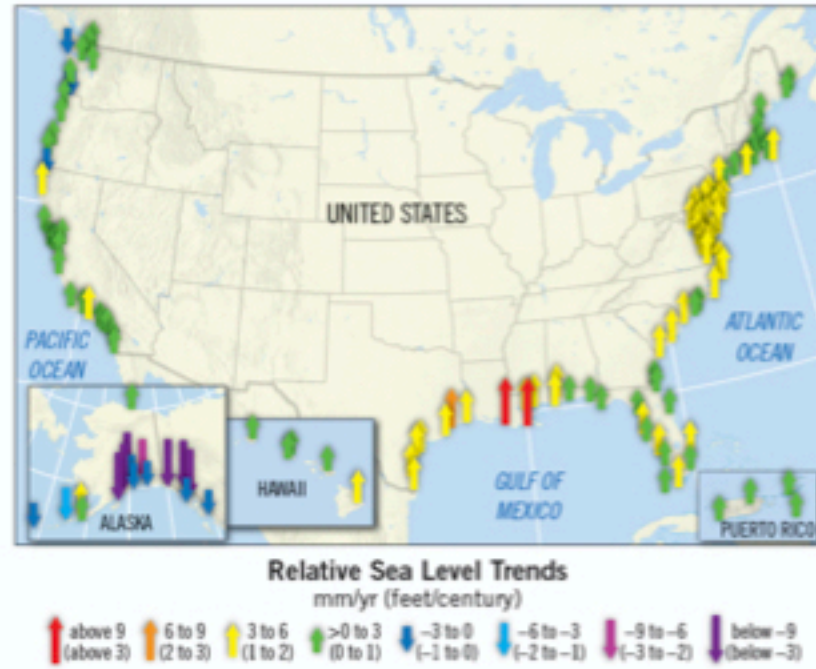 UNITED STATES
PACIFIC
OCEAN
ATLANTIC
OCEAN
GULF OF
MEXICO
ALASKA
HAWAII
PUERTO RICO
Relative Sea Level Trends
mm/yr (feet/century)
above 9 6 to 9 3 to 6 >0 to 3 −3 to 0 −6 to −3 −9 to −6 below −9
(above 3) (2 to 3) (1 to 2) (0 to 1) (−1 to 0) (−2 to −1) (−3 to −2) (below −3)